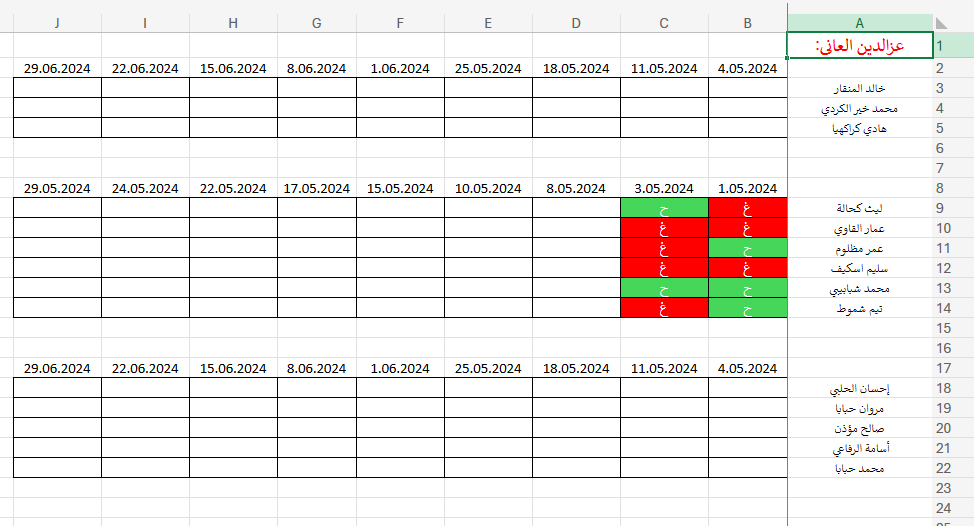 A B C D E F G H I J
1 عزالدين العاني:
2 4.05.2024 11.05.2024 18.05.2024 25.05.2024 1.06.2024 8.06.2024 15.06.2024 22.06.2024 29.06.2024
3 خالد المنقار
4 محمد خير الكردي
5 هادي كراكهيا
6
7
8 1.05.2024 3.05.2024 8.05.2024 10.05.2024 15.05.2024 17.05.2024 22.05.2024 24.05.2024 29.05.2024
9 ليث كحالة غ ح
10 عمار القاوي غ غ
11 عمر مظلوم ح غ
12 سليم اسكيف غ غ
13 محمد شبابيبي ح ح
14 تيم شموط ح غ
15
16
17 4.05.2024 11.05.2024 18.05.2024 25.05.2024 1.06.2024 8.06.2024 15.06.2024 22.06.2024 29.06.2024
18 إحسان الحلبي
19 مروان حبابا
20 صالح مؤذن
21 أسامة الرفاعي
22 محمد حبابا
23
24